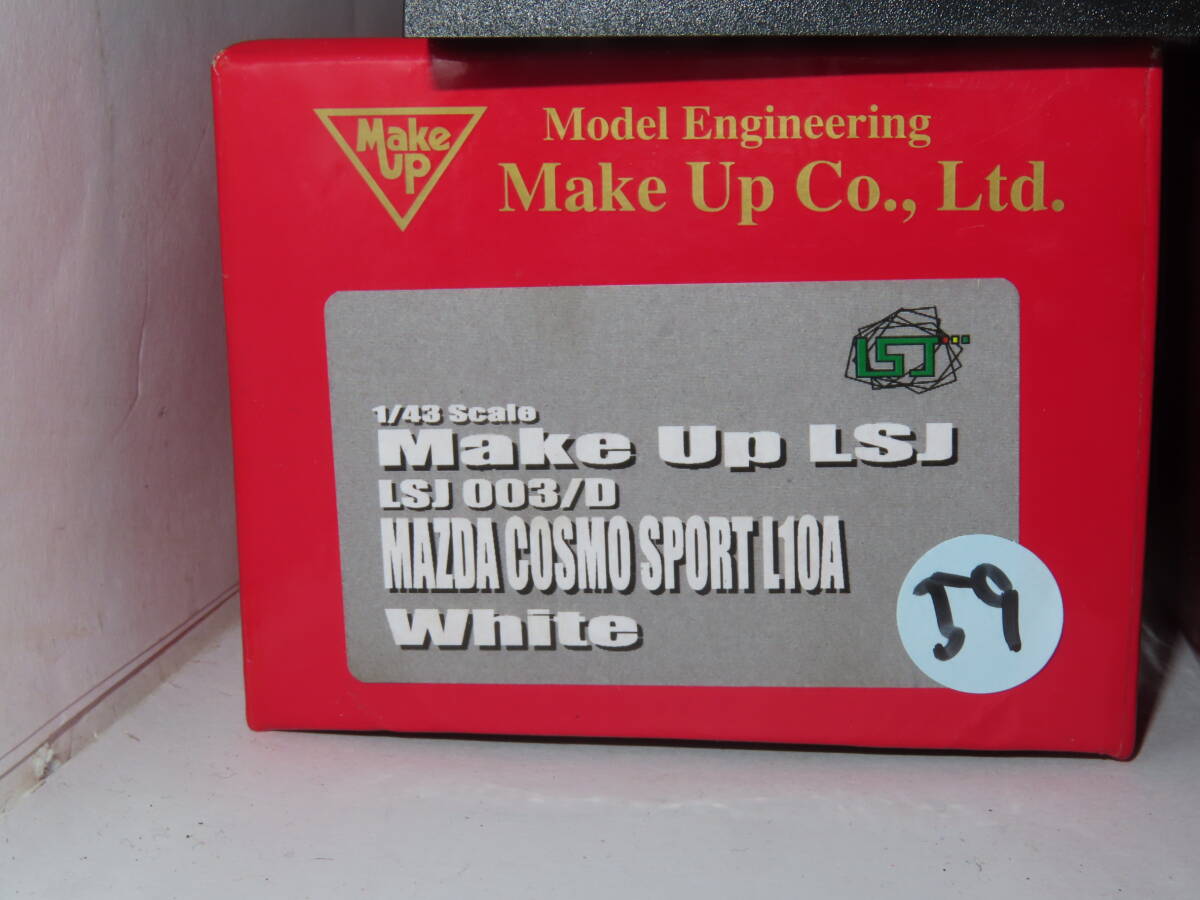 Make Up
Model Engineering
Make Up Co., Ltd.
LSJ
1/43 Scale
Make Up LSJ
LSJ 003/D
MAZDA COSMO SPORT L10A
White
59